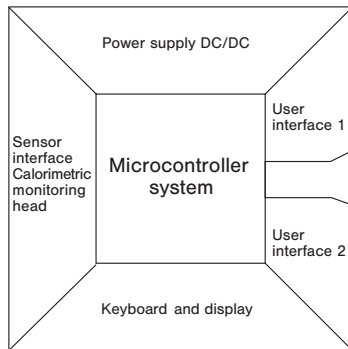 Power supply DC/DC
User
interface 1
Sensor
interface
Calorimetric
monitoring
head
Microcontroller
system
User
interface 2
Keyboard and display